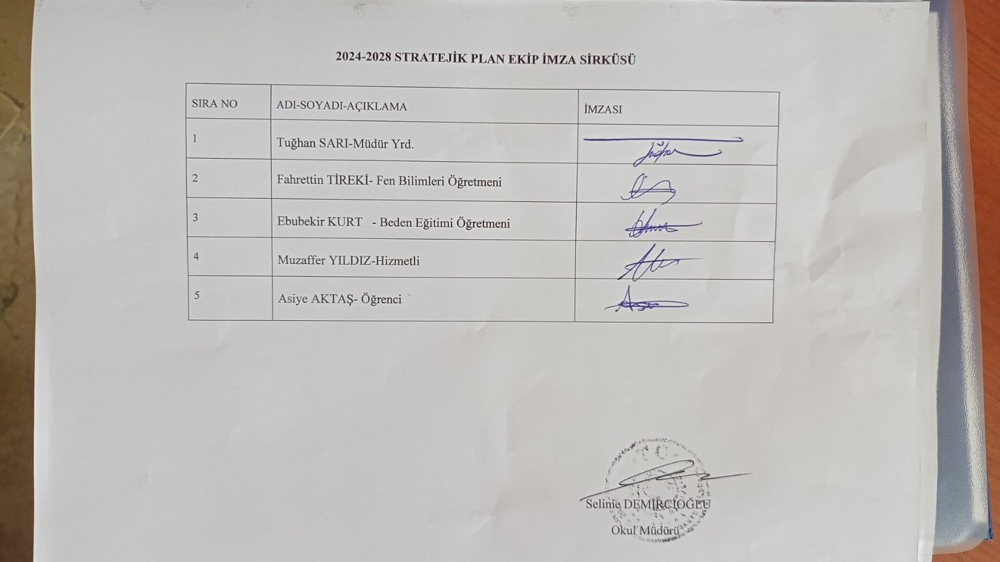 2024-2028 STRATEJİK PLAN EKİP İMZA SİRKÜSÜ
SIRA NO ADI-SOYADI-AÇIKLAMA İMZASI
1 Tuğhan SARI-Müdür Yrd.
2 Fahrettin TİREKİ- Fen Bilimleri Öğretmeni
3 Ebubekir KURT - Beden Eğitimi Öğretmeni
4 Muzaffer YILDIZ-Hizmetli
5 Asiye AKTAŞ- Öğrenci
T.C.
Selime DEMİRCİOĞLU
Okul Müdürü